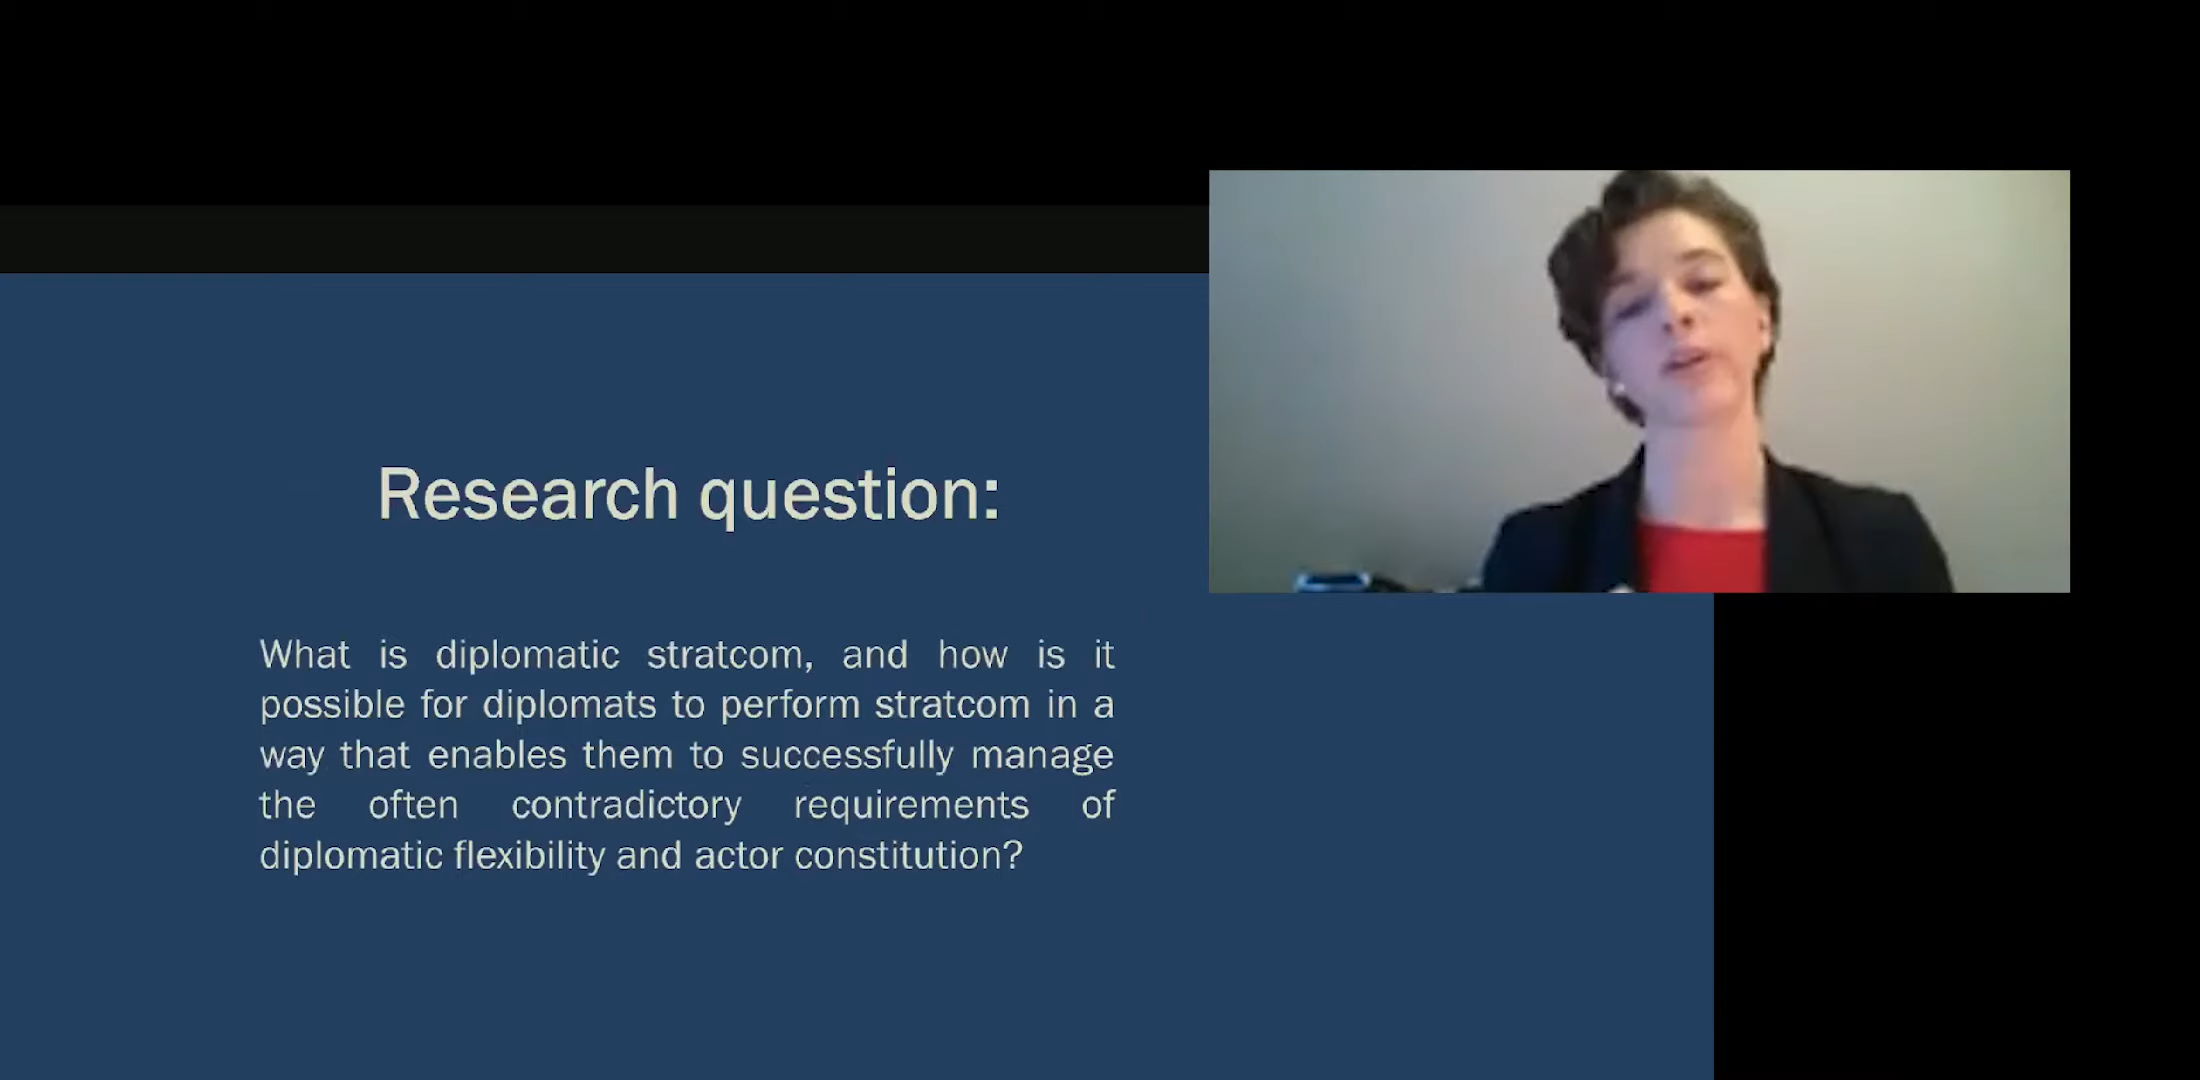 Research question:
What is diplomatic stratcom, and how is it
possible for diplomats to perform stratcom in a
way that enables them to successfully manage
the often contradictory requirements of
diplomatic flexibility and actor constitution?